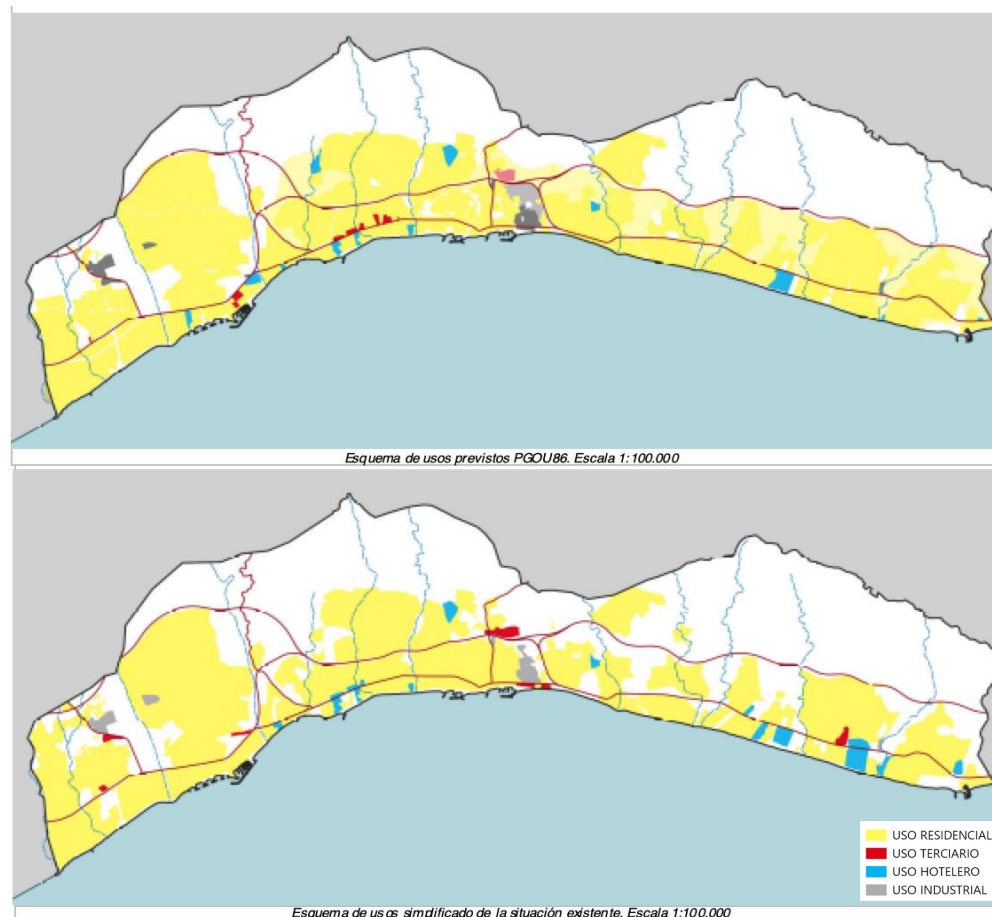 Esquema de usos previstos PGOU86. Escala 1:100.000
USO RESIDENCIAL
USO TERCIARIO
USO HOTELERO
USO INDUSTRIAL
Esquema de usos simplificado de la situación existente. Escala 1:100.000